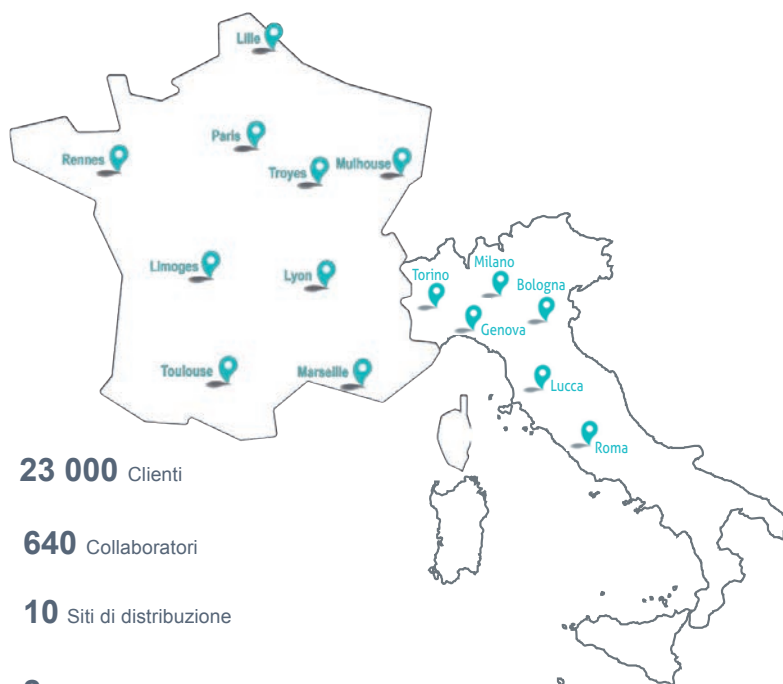 Lille
Paris
Rennes
Troyes
Mulhouse
Limoges
Lyon
Toulouse
Marseille
Torino
Milano
Bologna
Genova
Lucca
Roma
23 000 Clienti
640 Collaboratori
10 Siti di distribuzione